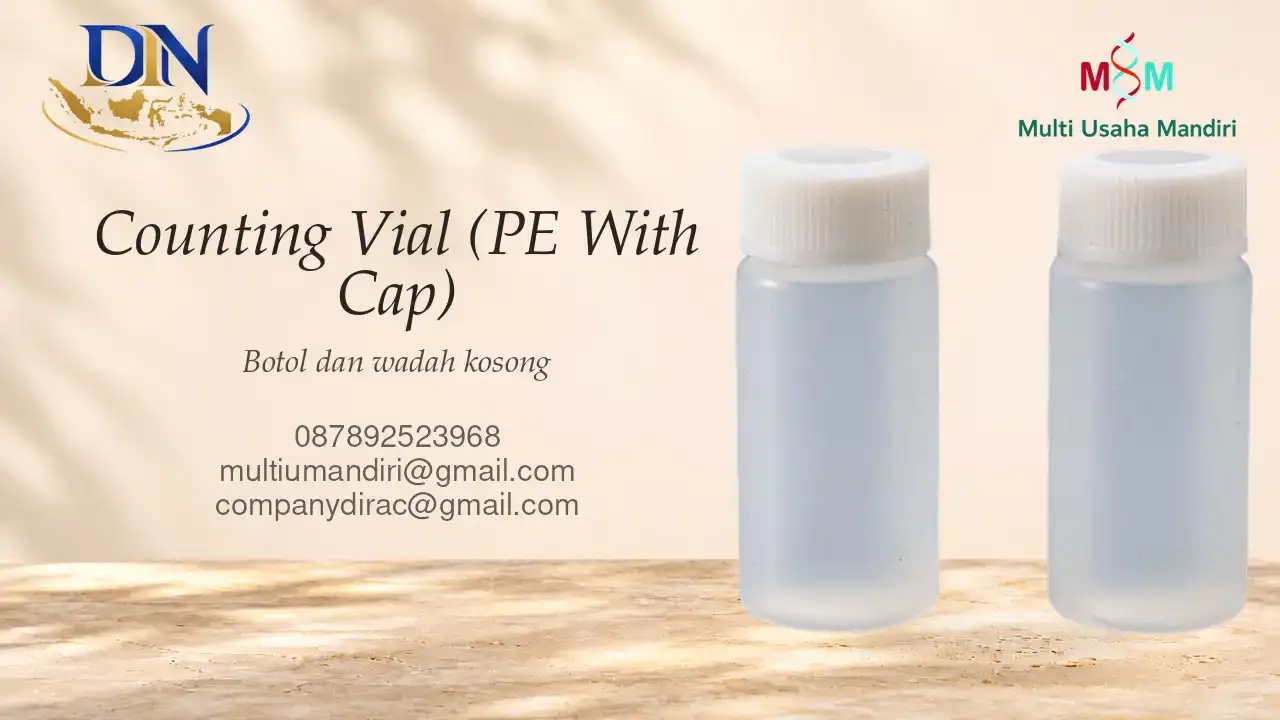 DIN
MSM
Multi Usaha Mandiri
Counting Vial (PE With
Cap)
Botol dan wadah kosong
087892523968
multiumandiri@gmail.com
companydirac@gmail.com